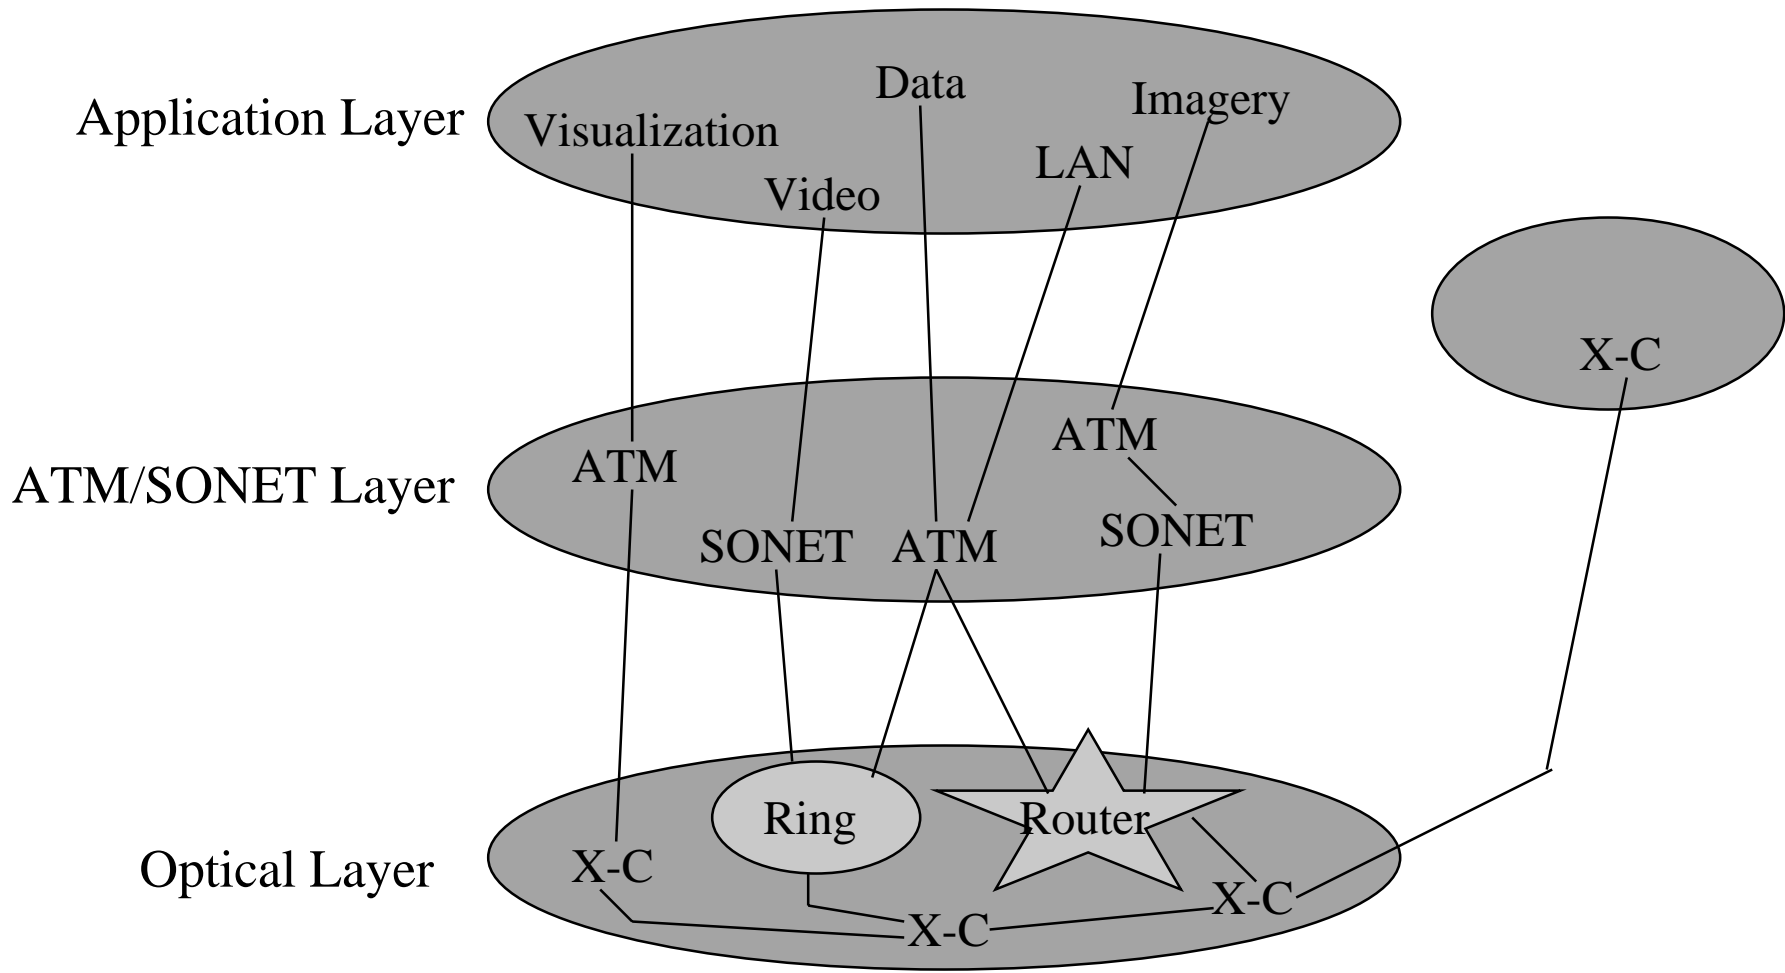 Application Layer
Visualization
Video
Data
LAN
Imagery
X-C
ATM/SONET Layer
ATM
SONET
ATM
ATM
SONET
Optical Layer
X-C
Ring
X-C
Router
X-C